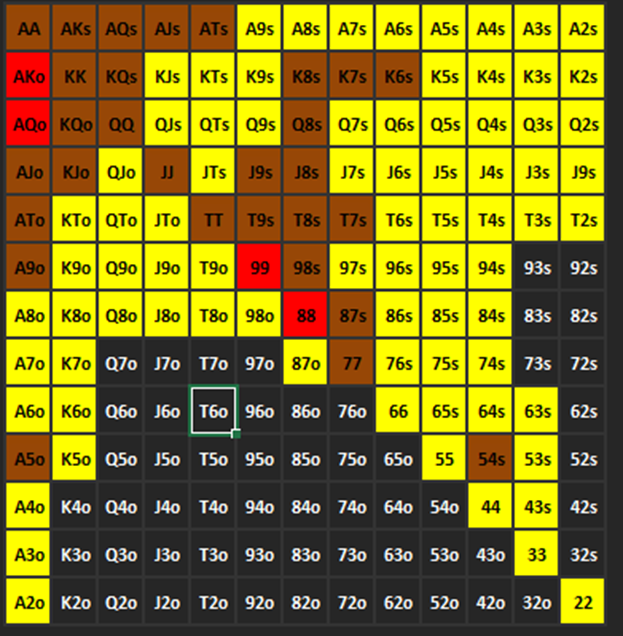 AA AKs AQs AJs ATs A9s A8s A7s A6s A5s A4s A3s A2s
AKo KK KQs KJs KTs K9s K8s K7s K6s K5s K4s K3s K2s
AQo KQo QQ QJs QTs Q9s Q8s Q7s Q6s Q5s Q4s Q3s Q2s
AJo KJo QJo JJ JTs J9s J8s J7s J6s J5s J4s J3s J9s
ATo KTo QTo JTo TT T9s T8s T7s T6s T5s T4s T3s T2s
A9o K9o Q9o J9o T9o 99 98s 97s 96s 95s 94s 93s 92s
A8o K8o Q8o J8o T8o 98o 88 87s 86s 85s 84s 83s 82s
A7o K7o Q7o J7o T7o 97o 87o 77 76s 75s 74s 73s 72s
A6o K6o Q6o J6o T6o 96o 86o 76o 66 65s 64s 63s 62s
A5o K5o Q5o J5o T5o 95o 85o 75o 65o 55 54s 53s 52s
A4o K4o Q4o J4o T4o 94o 84o 74o 64o 54o 44 43s 42s
A3o K3o Q3o J3o T3o 93o 83o 73o 63o 53o 43o 33 32s
A2o K2o Q2o J2o T2o 92o 82o 72o 62o 52o 42o 32o 22